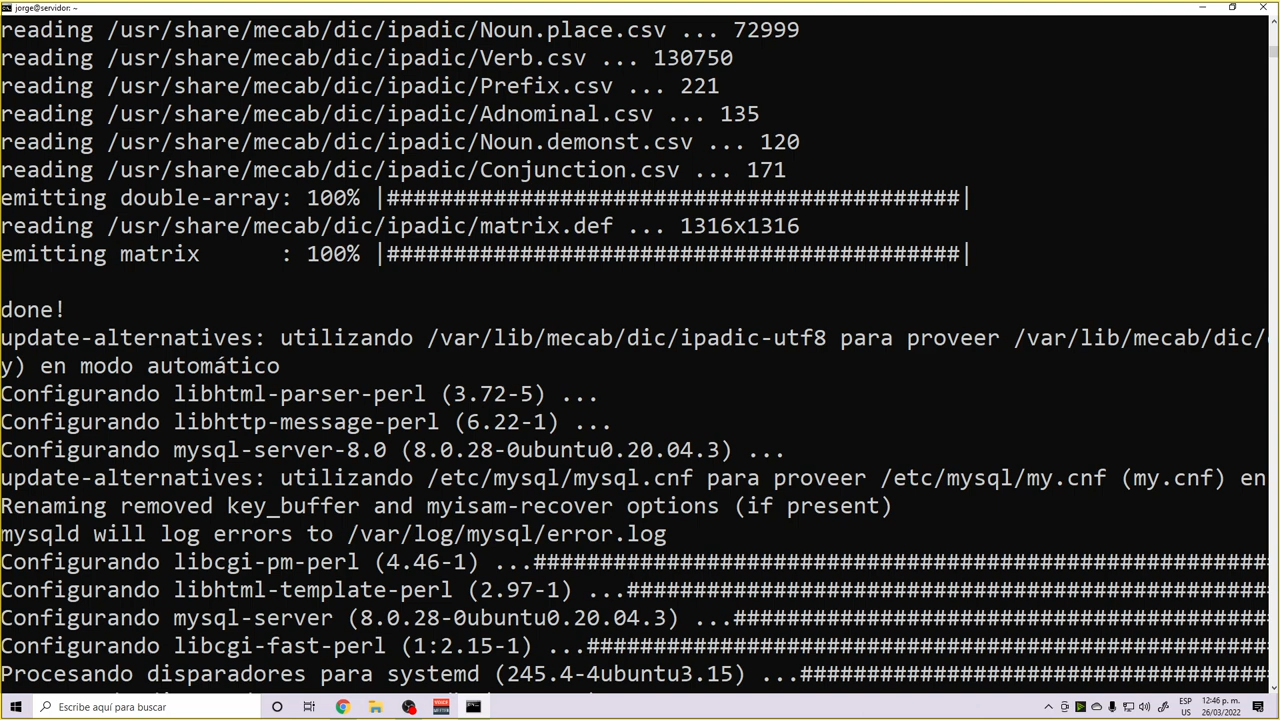 jorge@servidor: ~
reading /usr/share/mecab/dic/ipadic/Noun.place.csv ... 72999
reading /usr/share/mecab/dic/ipadic/Verb.csv ... 130750
reading /usr/share/mecab/dic/ipadic/Prefix.csv ... 221
reading /usr/share/mecab/dic/ipadic/Adnominal.csv ... 135
reading /usr/share/mecab/dic/ipadic/Noun.demonst.csv ... 120
reading /usr/share/mecab/dic/ipadic/Conjunction.csv ... 171
emitting double-array: 100% |###########################################|
reading /usr/share/mecab/dic/ipadic/matrix.def ... 1316x1316
emitting matrix      : 100% |###########################################|
done!
update-alternatives: utilizando /var/lib/mecab/dic/ipadic-utf8 para proveer /var/lib/mecab/dic/
y) en modo automático
Configurando libhtml-parser-perl (3.72-5) ...
Configurando libhttp-message-perl (6.22-1) ...
Configurando mysql-server-8.0 (8.0.28-0ubuntu0.20.04.3) ...
update-alternatives: utilizando /etc/mysql/mysql.cnf para proveer /etc/mysql/my.cnf (my.cnf) en
Renaming removed key_buffer and myisam-recover options (if present)
mysqld will log errors to /var/log/mysql/error.log
Configurando libcgi-pm-perl (4.46-1) ...#######################################################
Configurando libhtml-template-perl (2.97-1) ...################################################
Configurando mysql-server (8.0.28-0ubuntu0.20.04.3) ...########################################
Configurando libcgi-fast-perl (1:2.15-1) ...###################################################
Procesando disparadores para systemd (245.4-4ubuntu3.15) ...###################################
Escribe aquí para buscar
ESP
US
12:46 p. m.
26/03/2022